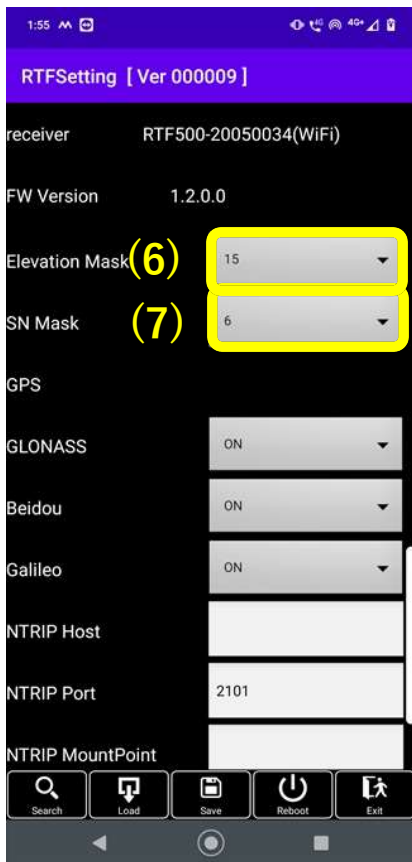 1:55 4G+
RTFSetting [ Ver 000009 ]
receiver RTF500-20050034(WiFi)
FW Version 1.2.0.0
Elevation Mask (6) 15
SN Mask (7) 6
GPS
GLONASS ON
Beidou ON
Galileo ON
NTRIP Host
NTRIP Port 2101
NTRIP MountPoint
Search Load Save Reboot Exit